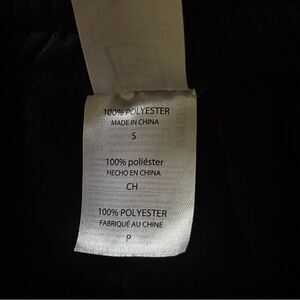 100% POLYESTER
MADE IN CHINA
S
100% poliéster
HECHO EN CHINA
CH
100% POLYESTER
FABRIQUÉ AU CHINE
P